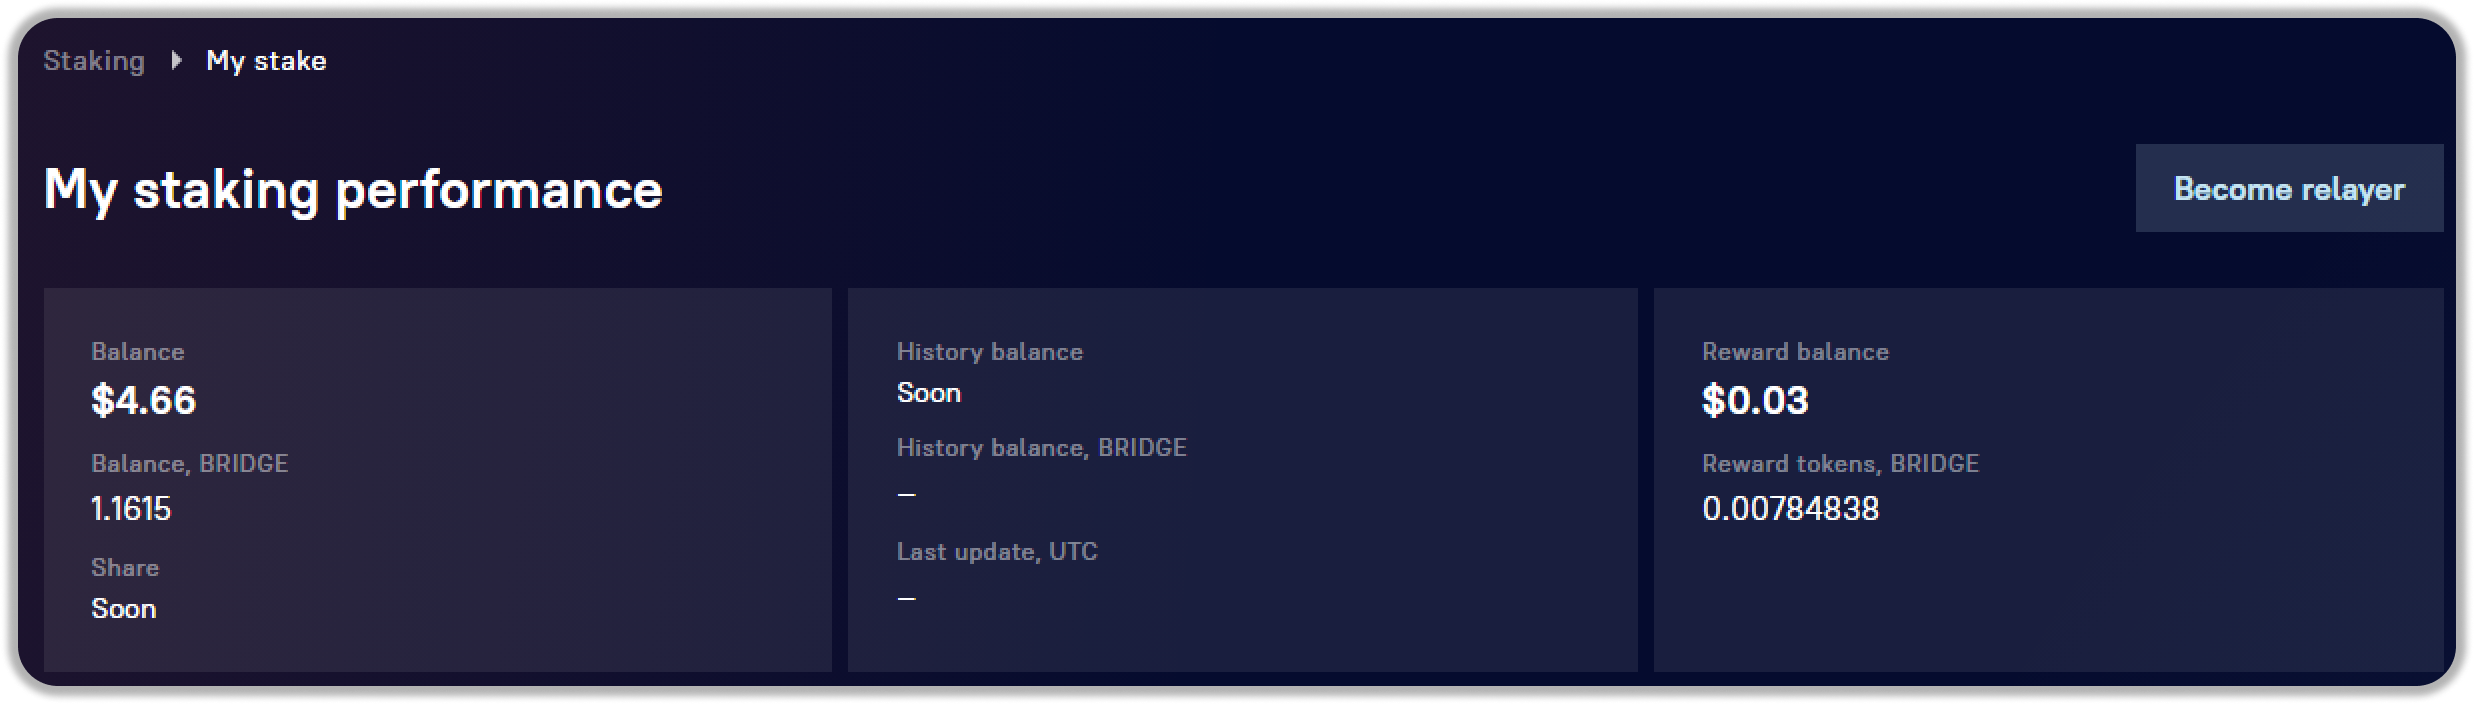 Staking My stake
My staking performance
Become relayer
Balance
$4.66
Balance, BRIDGE
1.1615
Share
Soon
History balance
Soon
History balance, BRIDGE
–
Last update, UTC
–
Reward balance
$0.03
Reward tokens, BRIDGE
0.00784838